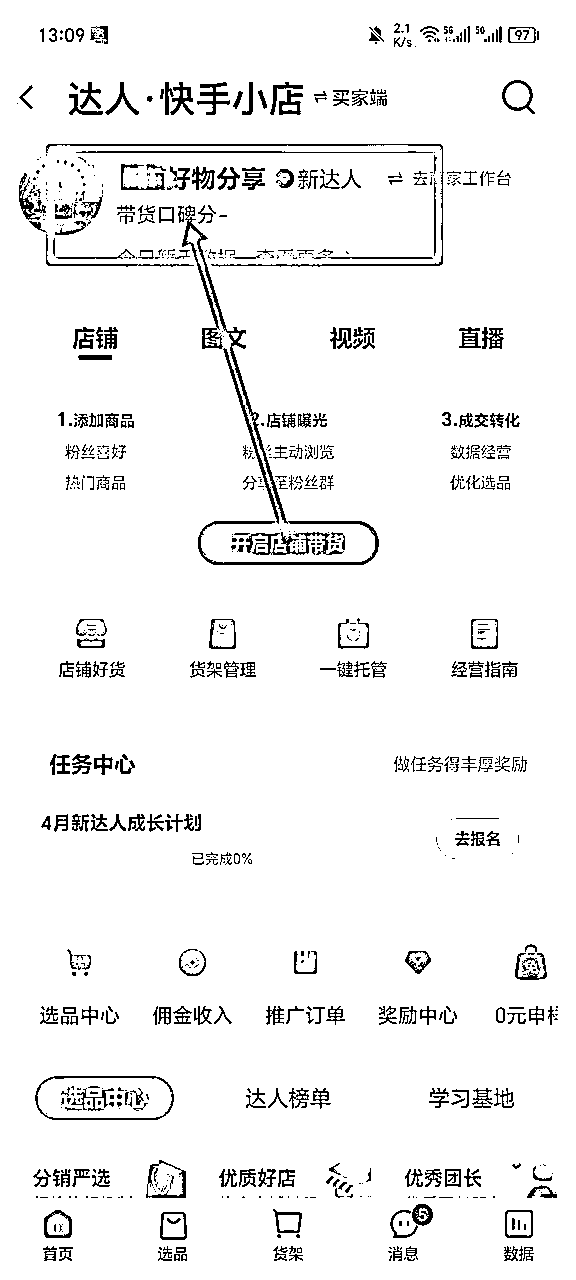 13:09
2.1 K/s 5G 5G 97
达人·快手小店 ⇌买家端
好物分享 新达人 ⇌ 去商家工作台
带货口碑分-
店铺 图文 视频 直播
1.添加商品 2.店铺曝光 3.成交转化
粉丝喜好 粉丝主动浏览 数据经营
热门商品 分享至粉丝群 优化选品
开启店铺带货
店铺好货 货架管理 一键托管 经营指南
任务中心 做任务得丰厚奖励
4月新达人成长计划
去报名
已完成0%
选品中心 佣金收入 推广订单 奖励中心 0元申样
选品中心 达人榜单 学习基地
分销严选 优质好店 优秀团长
5
首页 选品 货架 消息 数据